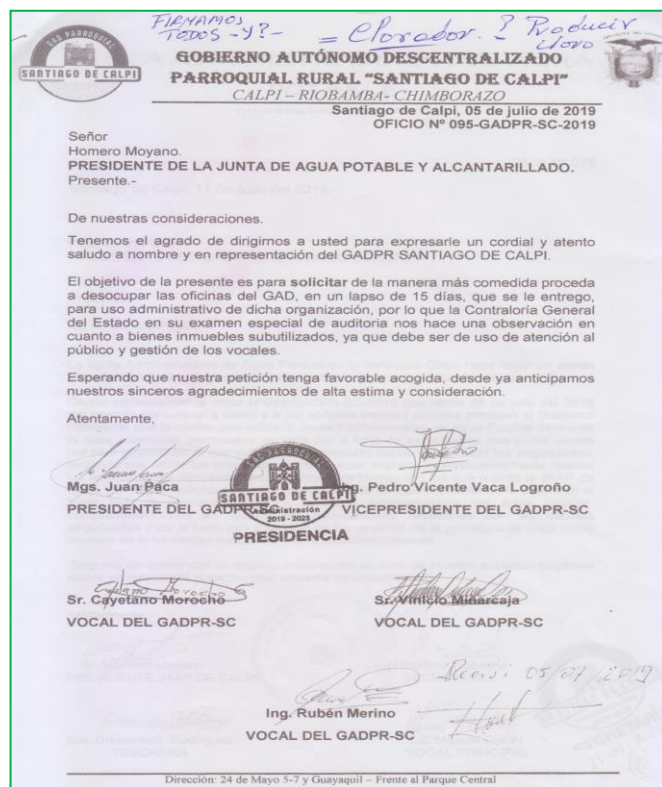 FIRMAMOS
TODOS -y?- = Clorador. ? Producir
cloro
GAD PARROQUIAL
SANTIAGO DE CALPI
GOBIERNO AUTÓNOMO DESCENTRALIZADO
PARROQUIAL RURAL “SANTIAGO DE CALPI”
CALPI – RIOBAMBA- CHIMBORAZO
Santiago de Calpi, 05 de julio de 2019
OFICIO Nº 095-GADPR-SC-2019
Señor
Homero Moyano.
PRESIDENTE DE LA JUNTA DE AGUA POTABLE Y ALCANTARILLADO.
Presente.-
De nuestras consideraciones.
Tenemos el agrado de dirigirnos a usted para expresarle un cordial y atento
saludo a nombre y en representación del GADPR SANTIAGO DE CALPI.
El objetivo de la presente es para solicitar de la manera más comedida proceda
a desocupar las oficinas del GAD, en un lapso de 15 días, que se le entrego,
para uso administrativo de dicha organización, por lo que la Contraloría General
del Estado en su examen especial de auditoria nos hace una observación en
cuanto a bienes inmuebles subutilizados, ya que debe ser de uso de atención al
público y gestión de los vocales.
Esperando que nuestra petición tenga favorable acogida, desde ya anticipamos
nuestros sinceros agradecimientos de alta estima y consideración.
Atentamente,
Mgs. Juan Paca
PRESIDENTE DEL GADPR-SC
GAD PARROQUIAL
SANTIAGO DE CALPI
Administración
2019 - 2023
PRESIDENCIA
Ing. Pedro Vicente Vaca Logroño
VICEPRESIDENTE DEL GADPR-SC
Sr. Cayetano Morocho
VOCAL DEL GADPR-SC
Sr. Vinicio Miñarcaja
VOCAL DEL GADPR-SC
05/07/2019
Ing. Rubén Merino
VOCAL DEL GADPR-SC
Dirección: 24 de Mayo 5-7 y Guayaquil – Frente al Parque Central